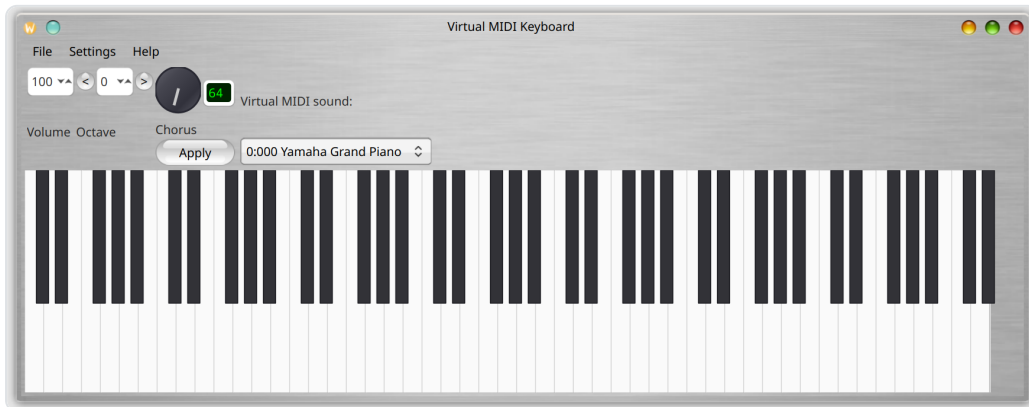 Virtual MIDI Keyboard
File Settings Help
100 < 0 > 64
Virtual MIDI sound:
Volume Octave Chorus
Apply 0:000 Yamaha Grand Piano